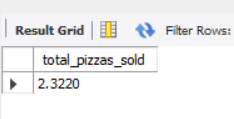 Result Grid Filter Rows:
total_pizzas_sold
2.3220